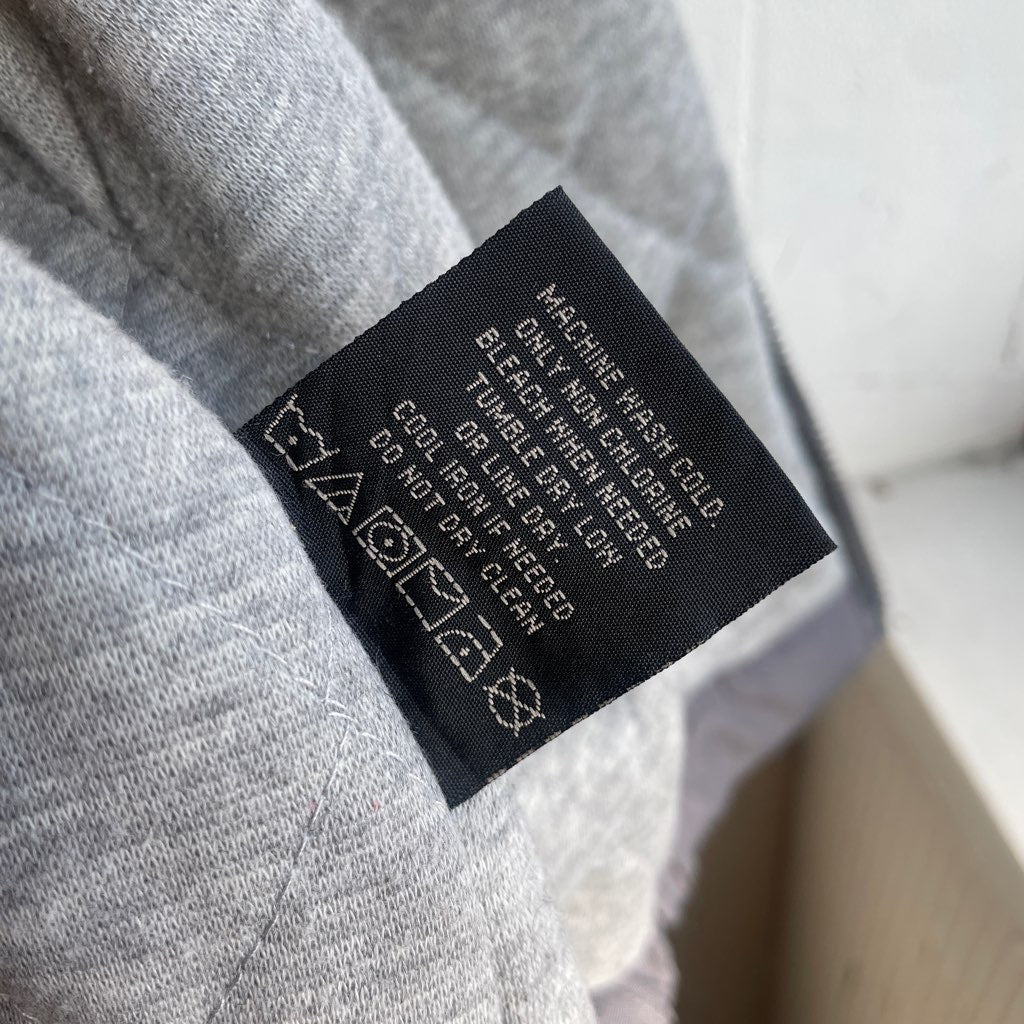 MACHINE WASH COLD.
ONLY NON CHLORINE
BLEACH WHEN NEEDED
TUMBLE DRY LOW
OR LINE DRY.
COOL IRON IF NEEDED
DO NOT DRY CLEAN